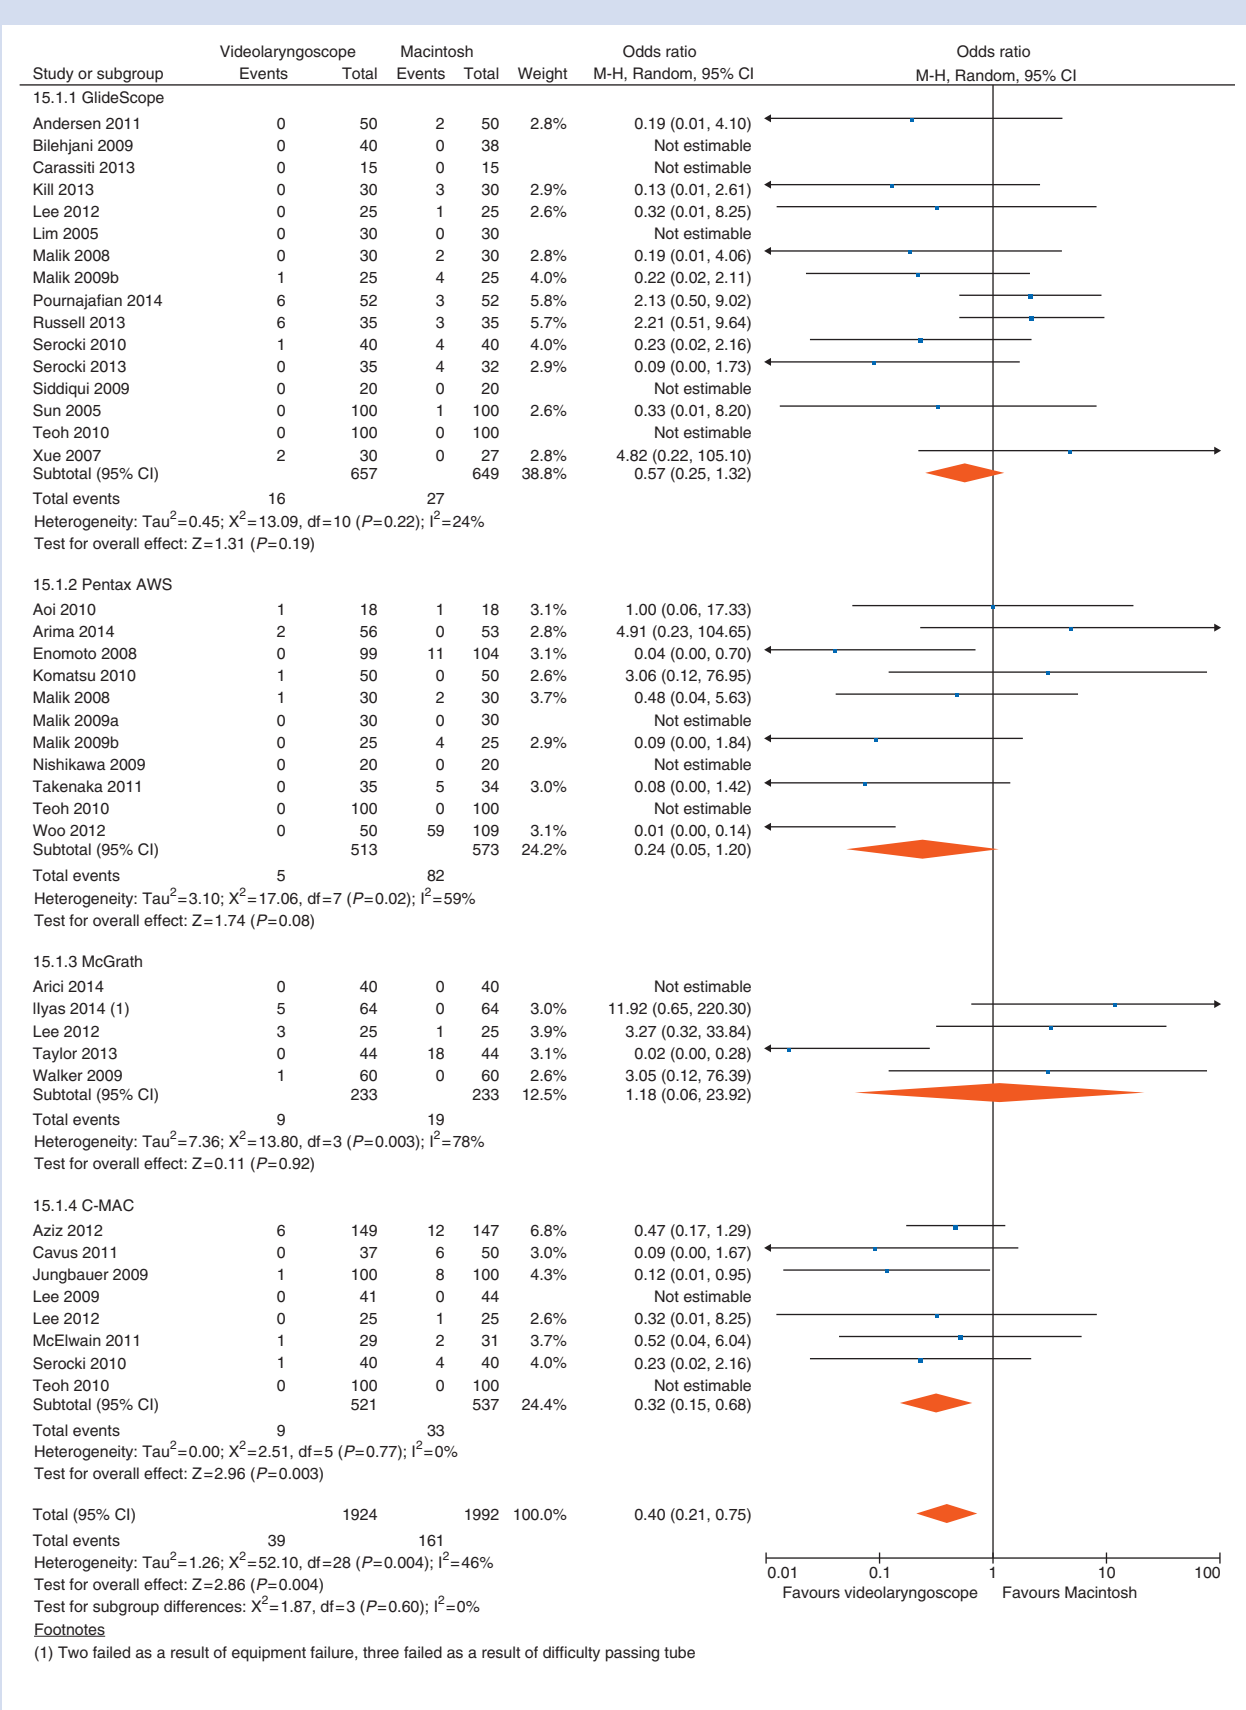 Videolaryngoscope Macintosh Odds ratio Odds ratio
Study or subgroup Events Total Events Total Weight M-H, Random, 95% CI M-H, Random, 95% CI
15.1.1 GlideScope
Andersen 2011 0 50 2 50 2.8% 0.19 (0.01, 4.10)
Bilehjani 2009 0 40 0 38 Not estimable
Carassiti 2013 0 15 0 15 Not estimable
Kill 2013 0 30 3 30 2.9% 0.13 (0.01, 2.61)
Lee 2012 0 25 1 25 2.6% 0.32 (0.01, 8.25)
Lim 2005 0 30 0 30 Not estimable
Malik 2008 0 30 2 30 2.8% 0.19 (0.01, 4.06)
Malik 2009b 1 25 4 25 4.0% 0.22 (0.02, 2.11)
Pournajafian 2014 6 52 3 52 5.8% 2.13 (0.50, 9.02)
Russell 2013 6 35 3 35 5.7% 2.21 (0.51, 9.64)
Serocki 2010 1 40 4 40 4.0% 0.23 (0.02, 2.16)
Serocki 2013 0 35 4 32 2.9% 0.09 (0.00, 1.73)
Siddiqui 2009 0 20 0 20 Not estimable
Sun 2005 0 100 1 100 2.6% 0.33 (0.01, 8.20)
Teoh 2010 0 100 0 100 Not estimable
Xue 2007 2 30 0 27 2.8% 4.82 (0.22, 105.10)
Subtotal (95% CI) 657 649 38.8% 0.57 (0.25, 1.32)
Total events 16 27
Heterogeneity: Tau²=0.45; X²=13.09, df=10 (P=0.22); I²=24%
Test for overall effect: Z=1.31 (P=0.19)
15.1.2 Pentax AWS
Aoi 2010 1 18 1 18 3.1% 1.00 (0.06, 17.33)
Arima 2014 2 56 0 53 2.8% 4.91 (0.23, 104.65)
Enomoto 2008 0 99 11 104 3.1% 0.04 (0.00, 0.70)
Komatsu 2010 1 50 0 50 2.6% 3.06 (0.12, 76.95)
Malik 2008 1 30 2 30 3.7% 0.48 (0.04, 5.63)
Malik 2009a 0 30 0 30 Not estimable
Malik 2009b 0 25 4 25 2.9% 0.09 (0.00, 1.84)
Nishikawa 2009 0 20 0 20 Not estimable
Takenaka 2011 0 35 5 34 3.0% 0.08 (0.00, 1.42)
Teoh 2010 0 100 0 100 Not estimable
Woo 2012 0 50 59 109 3.1% 0.01 (0.00, 0.14)
Subtotal (95% CI) 513 573 24.2% 0.24 (0.05, 1.20)
Total events 5 82
Heterogeneity: Tau²=3.10; X²=17.06, df=7 (P=0.02); I²=59%
Test for overall effect: Z=1.74 (P=0.08)
15.1.3 McGrath
Arici 2014 0 40 0 40 Not estimable
Ilyas 2014 (1) 5 64 0 64 3.0% 11.92 (0.65, 220.30)
Lee 2012 3 25 1 25 3.9% 3.27 (0.32, 33.84)
Taylor 2013 0 44 18 44 3.1% 0.02 (0.00, 0.28)
Walker 2009 1 60 0 60 2.6% 3.05 (0.12, 76.39)
Subtotal (95% CI) 233 233 12.5% 1.18 (0.06, 23.92)
Total events 9 19
Heterogeneity: Tau²=7.36; X²=13.80, df=3 (P=0.003); I²=78%
Test for overall effect: Z=0.11 (P=0.92)
15.1.4 C-MAC
Aziz 2012 6 149 12 147 6.8% 0.47 (0.17, 1.29)
Cavus 2011 0 37 6 50 3.0% 0.09 (0.00, 1.67)
Jungbauer 2009 1 100 8 100 4.3% 0.12 (0.01, 0.95)
Lee 2009 0 41 0 44 Not estimable
Lee 2012 0 25 1 25 2.6% 0.32 (0.01, 8.25)
McElwain 2011 1 29 2 31 3.7% 0.52 (0.04, 6.04)
Serocki 2010 1 40 4 40 4.0% 0.23 (0.02, 2.16)
Teoh 2010 0 100 0 100 Not estimable
Subtotal (95% CI) 521 537 24.4% 0.32 (0.15, 0.68)
Total events 9 33
Heterogeneity: Tau²=0.00; X²=2.51, df=5 (P=0.77); I²=0%
Test for overall effect: Z=2.96 (P=0.003)
Total (95% CI) 1924 1992 100.0% 0.40 (0.21, 0.75)
Total events 39 161
Heterogeneity: Tau²=1.26; X²=52.10, df=28 (P=0.004); I²=46%
Test for overall effect: Z=2.86 (P=0.004)
Test for subgroup differences: X²=1.87, df=3 (P=0.60); I²=0%
0.01 0.1 1 10 100
Favours videolaryngoscope Favours Macintosh
Footnotes
(1) Two failed as a result of equipment failure, three failed as a result of difficulty passing tube